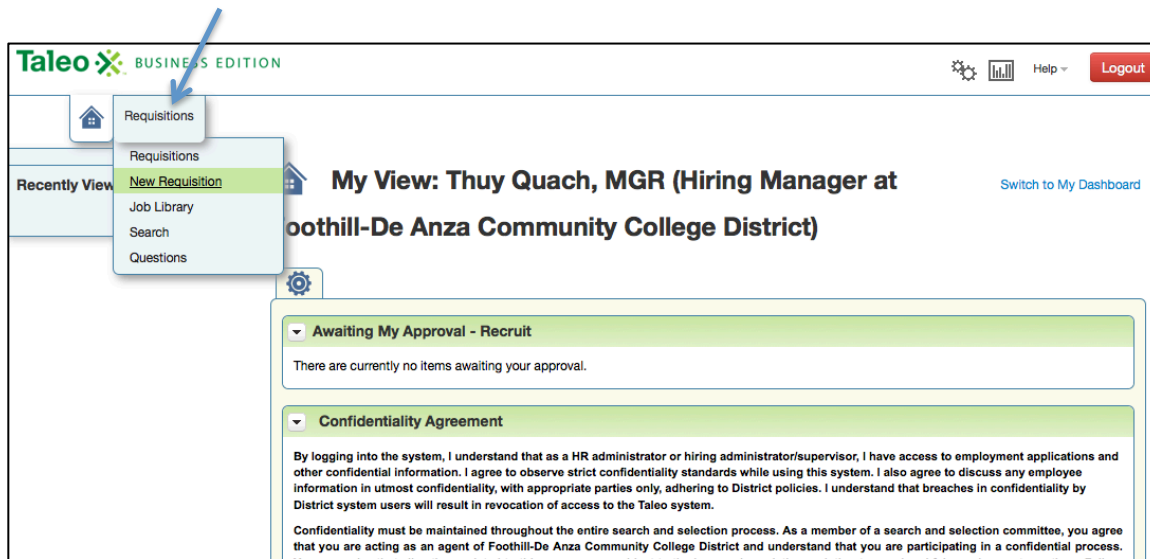 Taleo BUSINESS EDITION
Help
Logout
Requisitions
Requisitions
New Requisition
Job Library
Search
Questions
Recently View
My View: Thuy Quach, MGR (Hiring Manager at
oothill-De Anza Community College District)
Switch to My Dashboard
Awaiting My Approval - Recruit
There are currently no items awaiting your approval.
Confidentiality Agreement
By logging into the system, I understand that as a HR administrator or hiring administrator/supervisor, I have access to employment applications and
other confidential information. I agree to observe strict confidentiality standards while using this system. I also agree to discuss any employee
information in utmost confidentiality, with appropriate parties only, adhering to District policies. I understand that breaches in confidentiality by
District system users will result in revocation of access to the Taleo system.
Confidentiality must be maintained throughout the entire search and selection process. As a member of a search and selection committee, you agree
that you are acting as an agent of Foothill-De Anza Community College District and understand that you are participating in a confidential process.